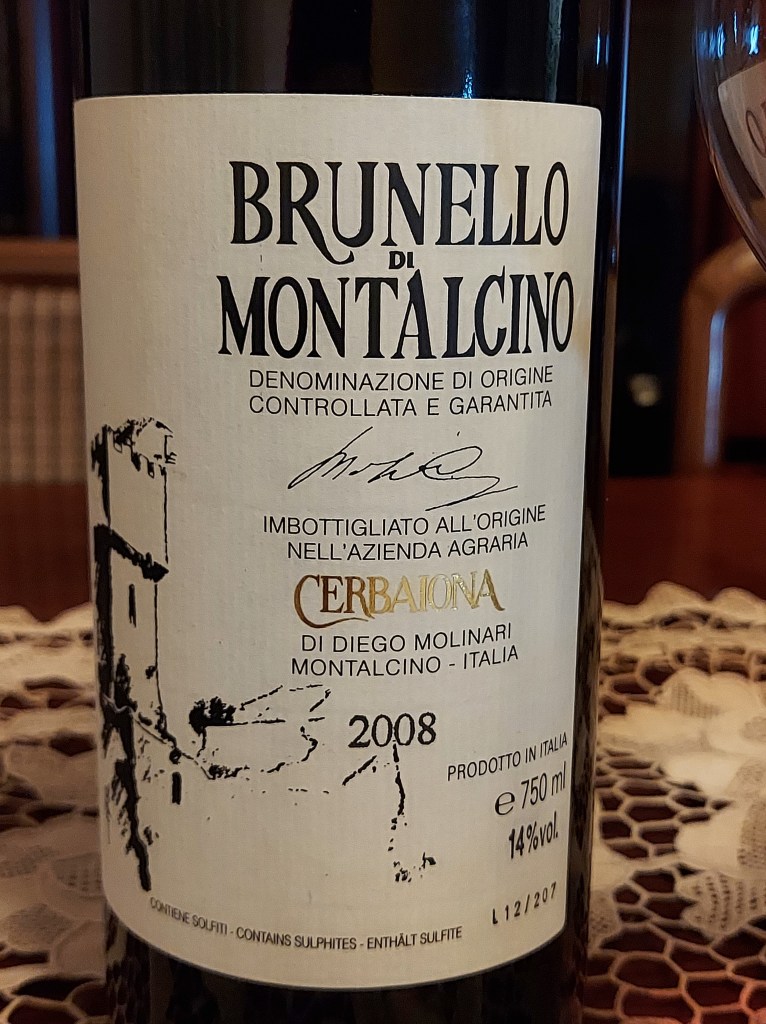 BRUNELLO
DI
MONTALCINO
DENOMINAZIONE DI ORIGINE
CONTROLLATA E GARANTITA
IMBOTTIGLIATO ALL'ORIGINE
NELL'AZIENDA AGRARIA
CERBAIONA
DI DIEGO MOLINARI
MONTALCINO - ITALIA
2008
PRODOTTO IN ITALIA
e 750 ml
14%vol.
L12/207
CONTIENE SOLFITI - CONTAINS SULPHITES - ENTHÄLT SULFITE